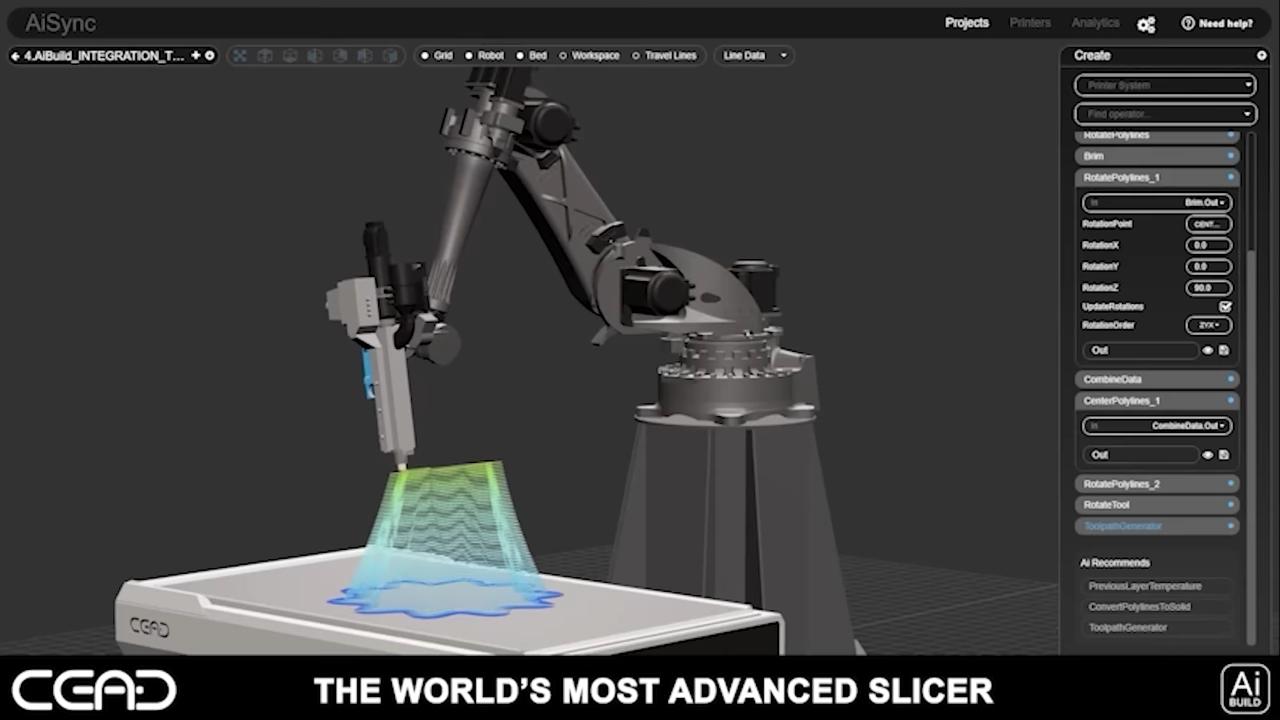 AiSync
Projects Printers Analytics Need help?
4.AiBuild_INTEGRATION_T...
Grid Robot Bed Workspace Travel Lines Line Data
Create
Printer System
Find operator...
RotatePolylines
Brim
RotatePolylines_1
In Brim.Out
RotationPoint CENT...
RotationX 0.0
RotationY 0.0
RotationZ 90.0
UpdateRotations
RotationOrder ZYX
Out
CombineData
CenterPolylines_1
In CombineData.Out
Out
RotatePolylines_2
RotateTool
ToolpathGenerator
Ai Recommends
PreviousLayerTemperature
ConvertPolylinesToSolid
ToolpathGenerator
CEAD
CEAD THE WORLD'S MOST ADVANCED SLICER Ai
BUILD